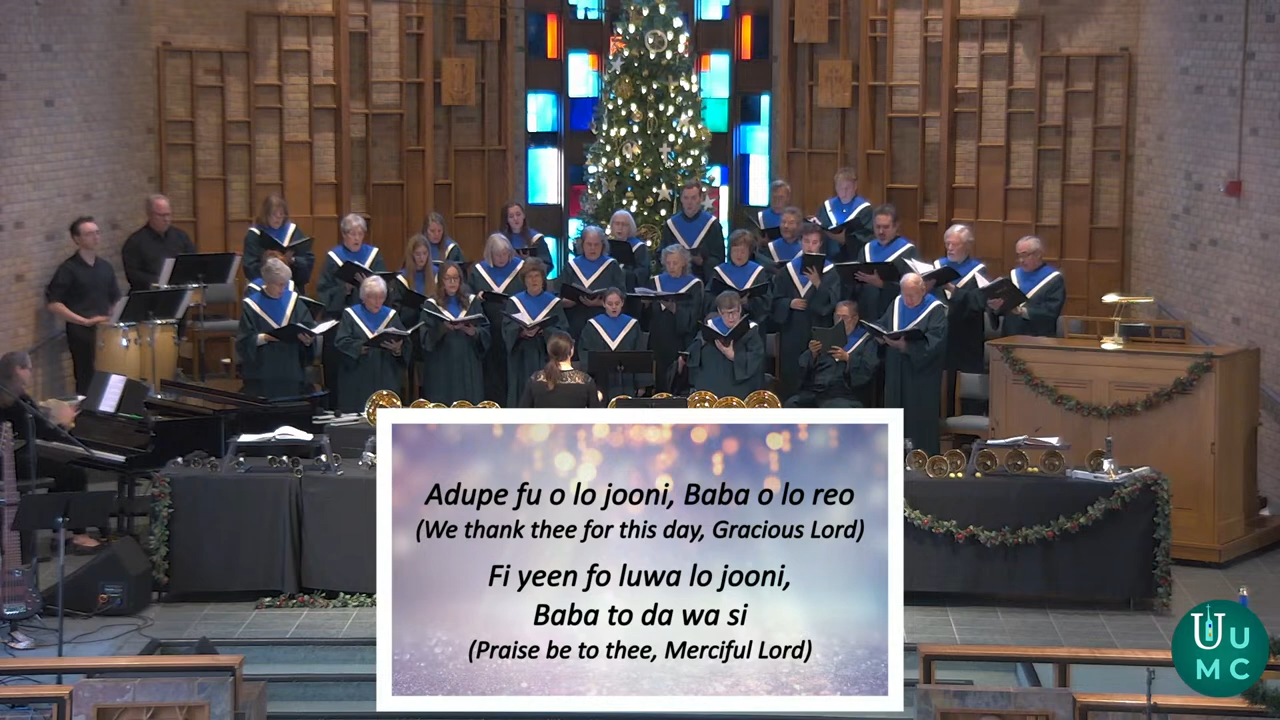 Adupe fu o lo jooni, Baba o lo reo
(We thank thee for this day, Gracious Lord)
Fi yeen fo luwa lo jooni,
Baba to da wa si
(Praise be to thee, Merciful Lord)
U U
M C